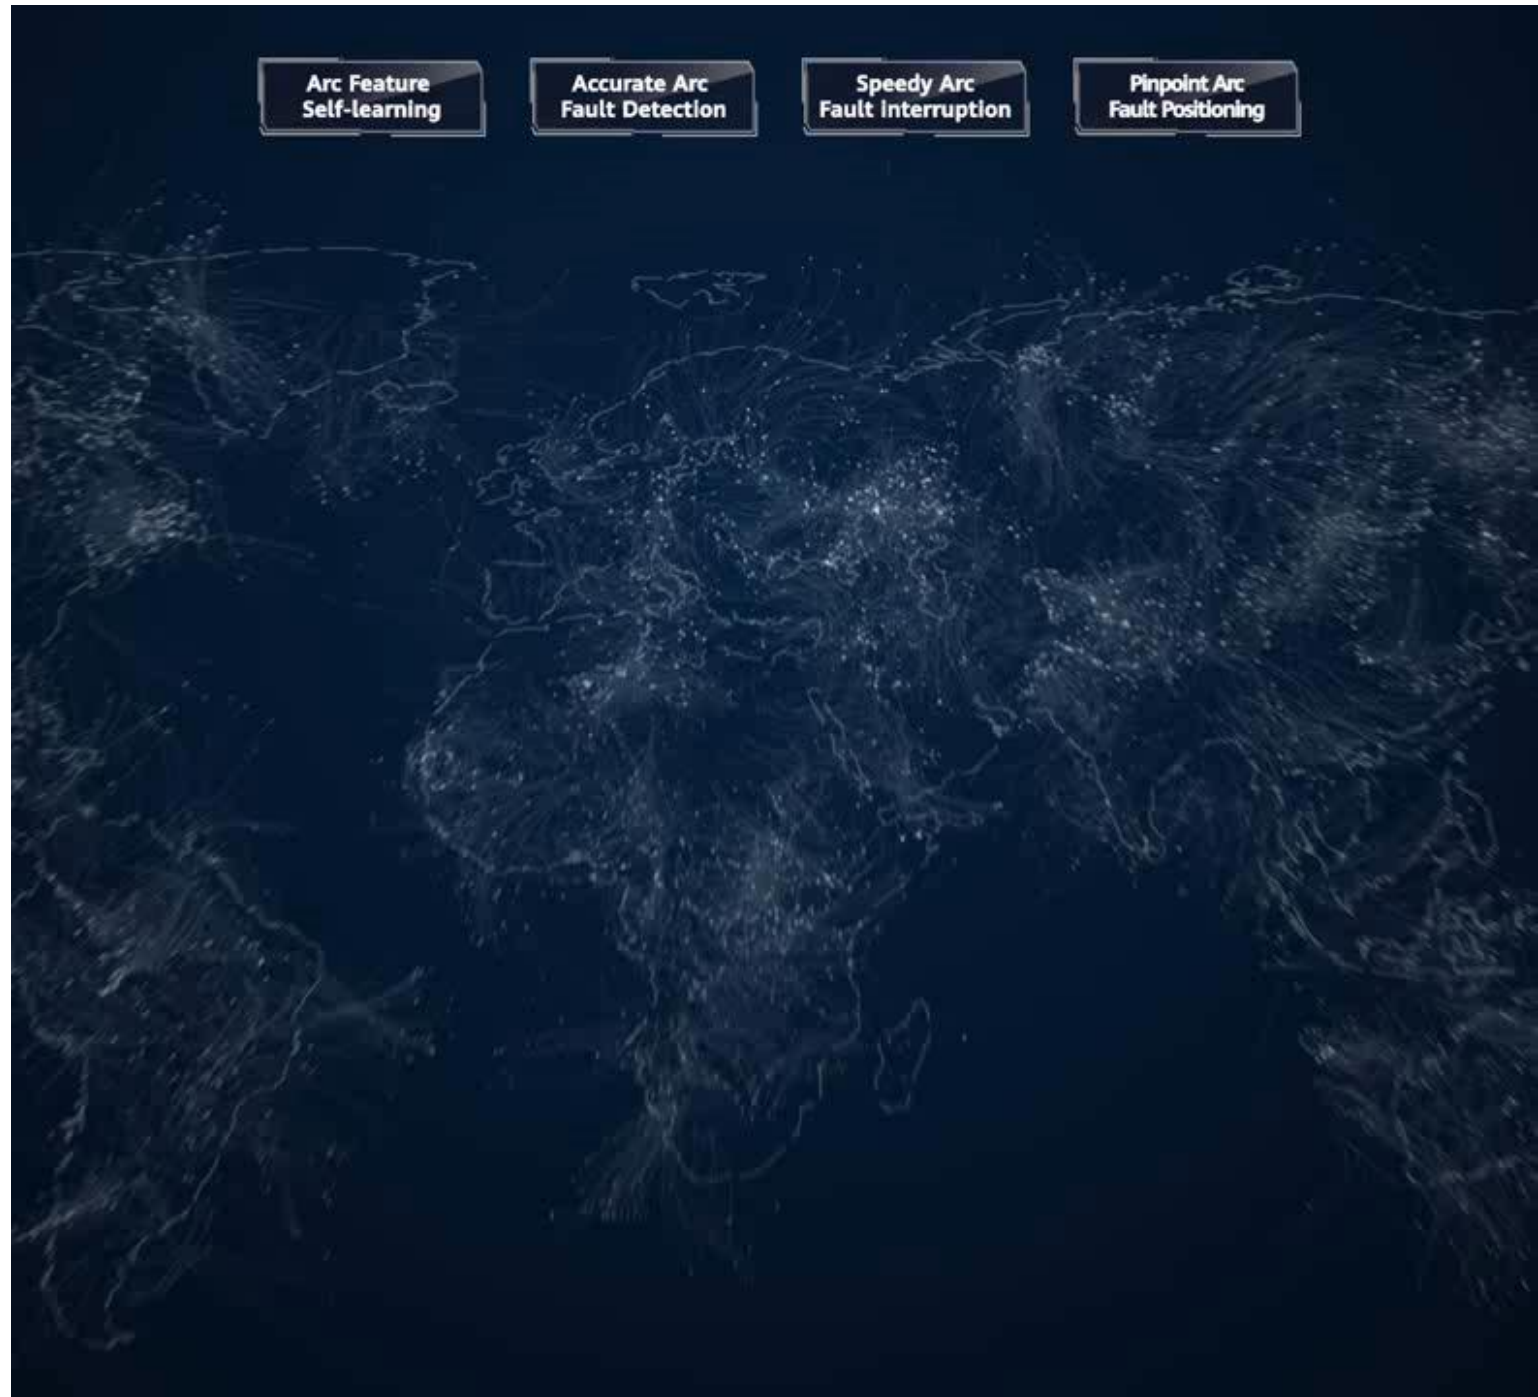 Arc Feature
Self-learning
Accurate Arc
Fault Detection
Speedy Arc
Fault Interruption
Pinpoint Arc
Fault Positioning